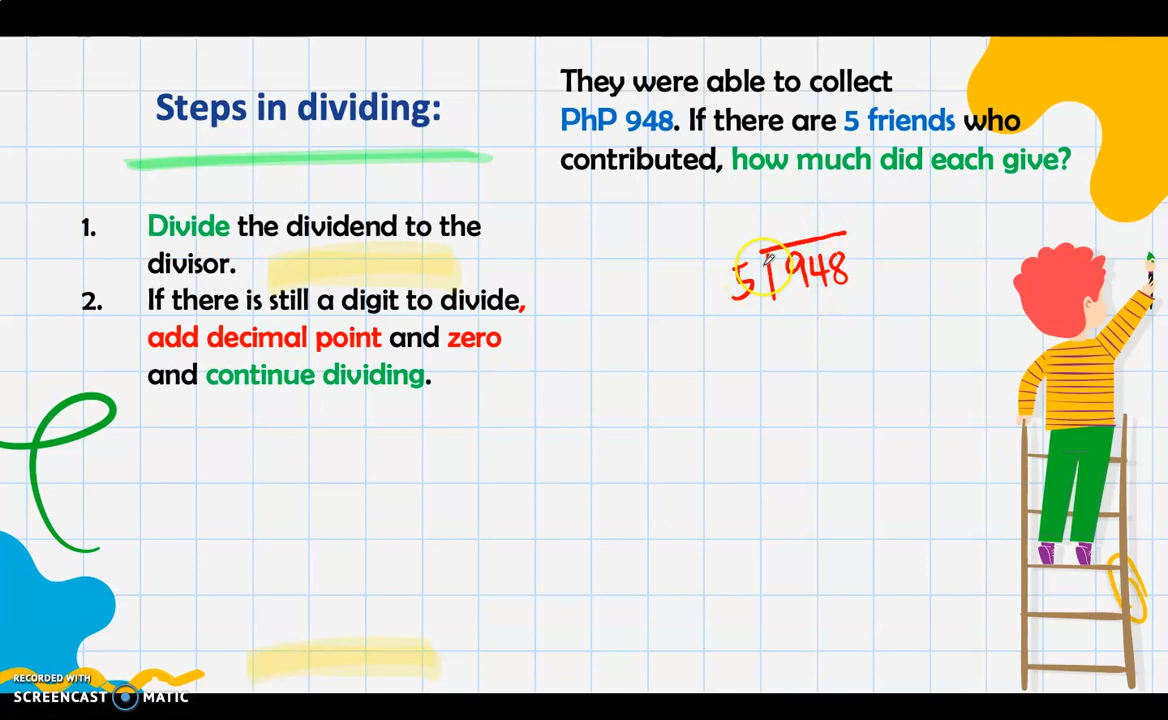 Steps in dividing:
1. Divide the dividend to the
divisor.
2. If there is still a digit to divide,
add decimal point and zero
and continue dividing.
They were able to collect
PhP 948. If there are 5 friends who
contributed, how much did each give?
5 948
RECORDED WITH
SCREENCAST MATIC